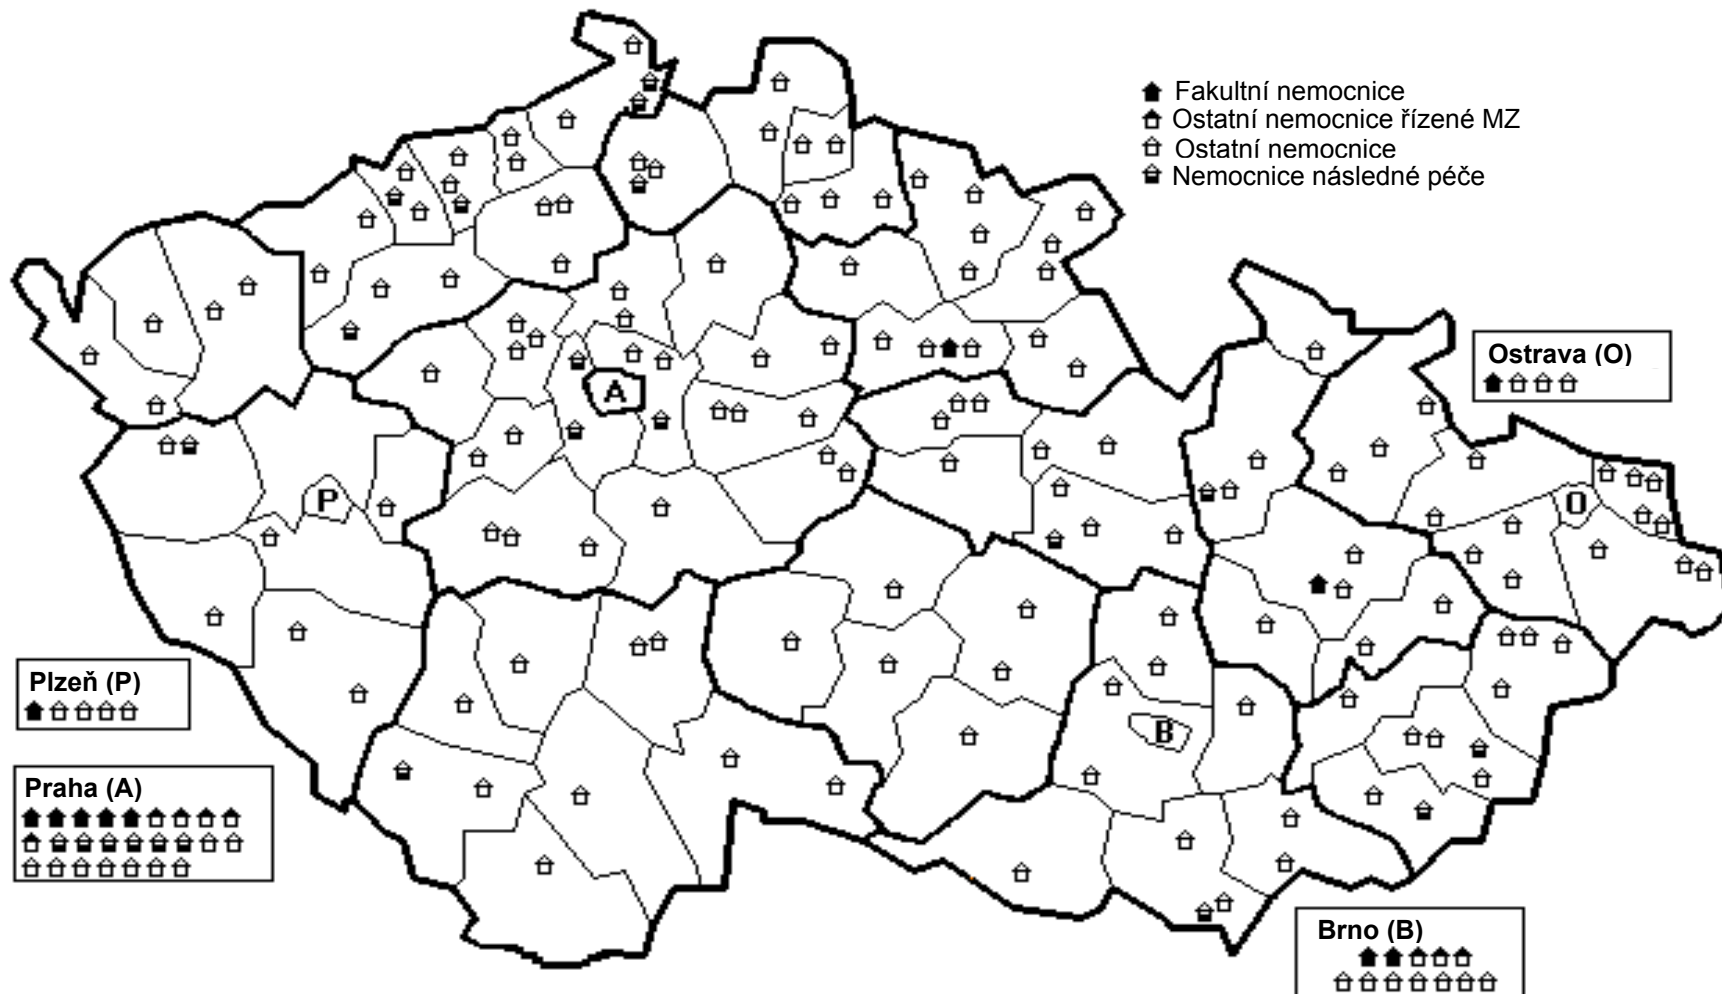 Fakultní nemocnice
Ostatní nemocnice řízené MZ
Ostatní nemocnice
Nemocnice následné péče
Ostrava (O)
A
P
O
B
Plzeň (P)
Praha (A)
Brno (B)